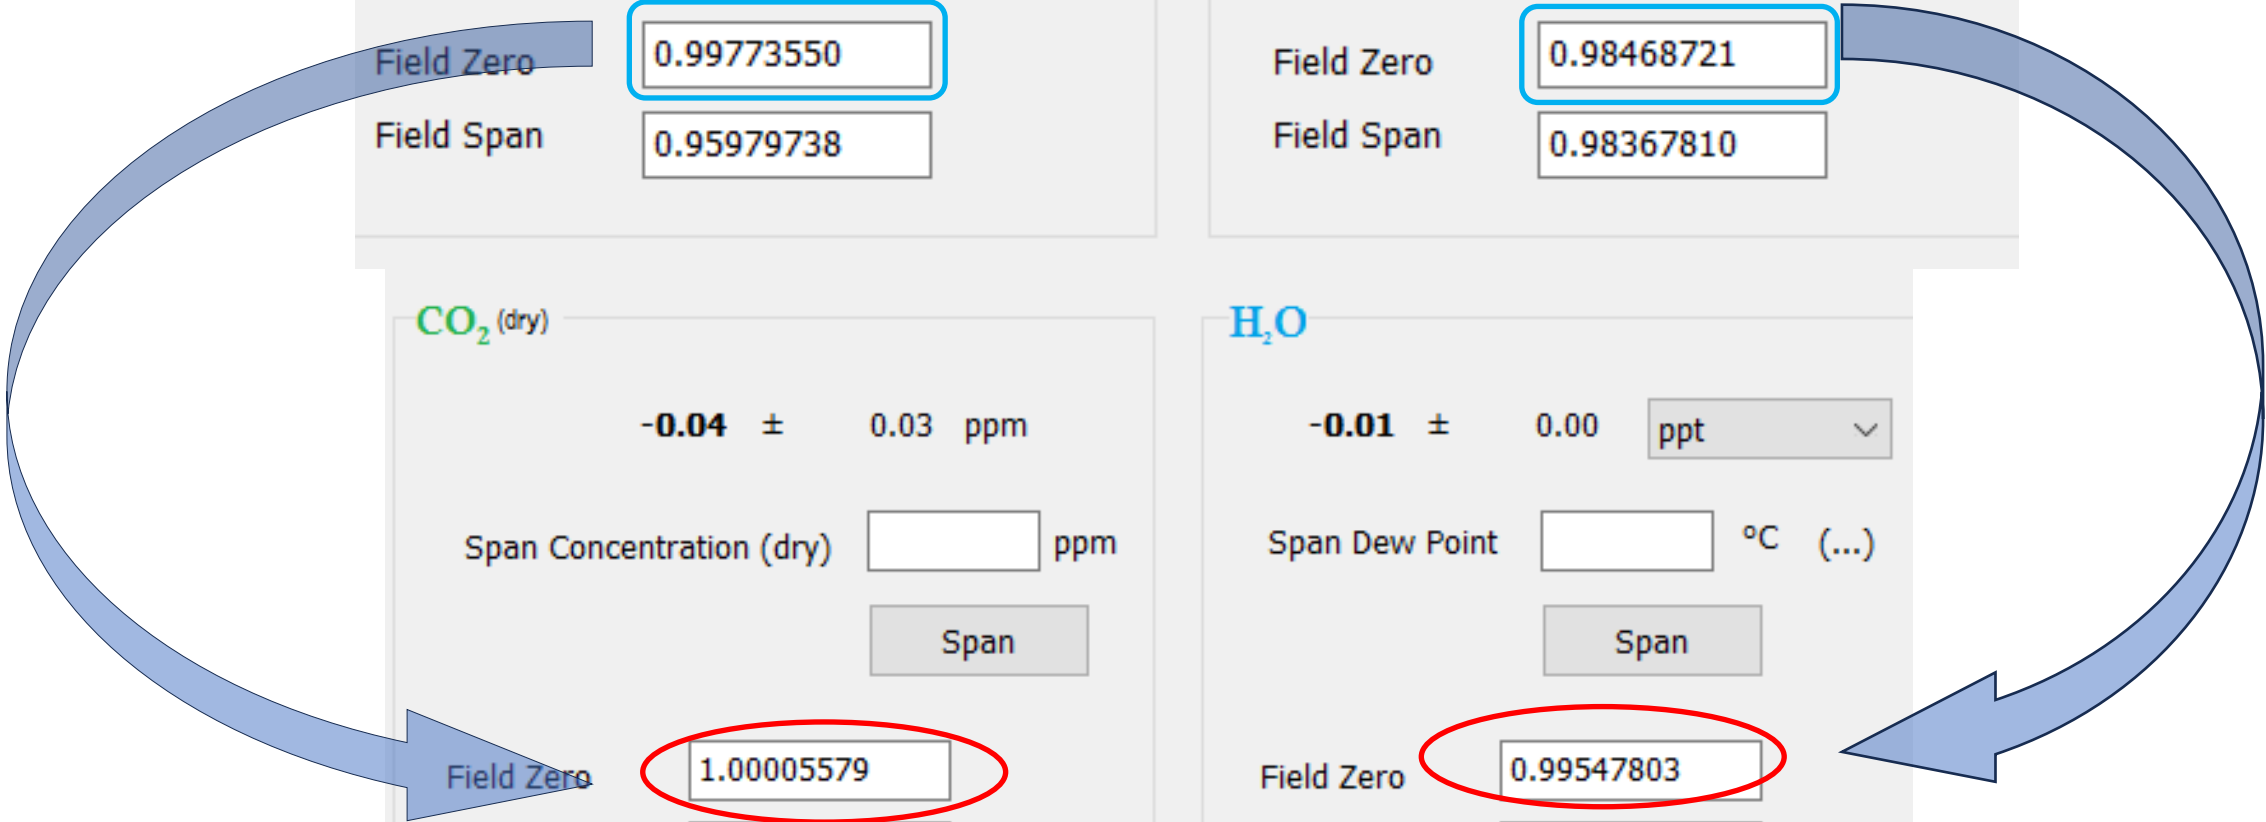 Field Zero 0.99773550 Field Zero 0.98468721
Field Span 0.95979738 Field Span 0.98367810
CO₂ (dry) H₂O
-0.04 ± 0.03 ppm -0.01 ± 0.00 ppt
Span Concentration (dry) ppm Span Dew Point °C (...)
Span Span
Field Zero 1.00005579 Field Zero 0.99547803